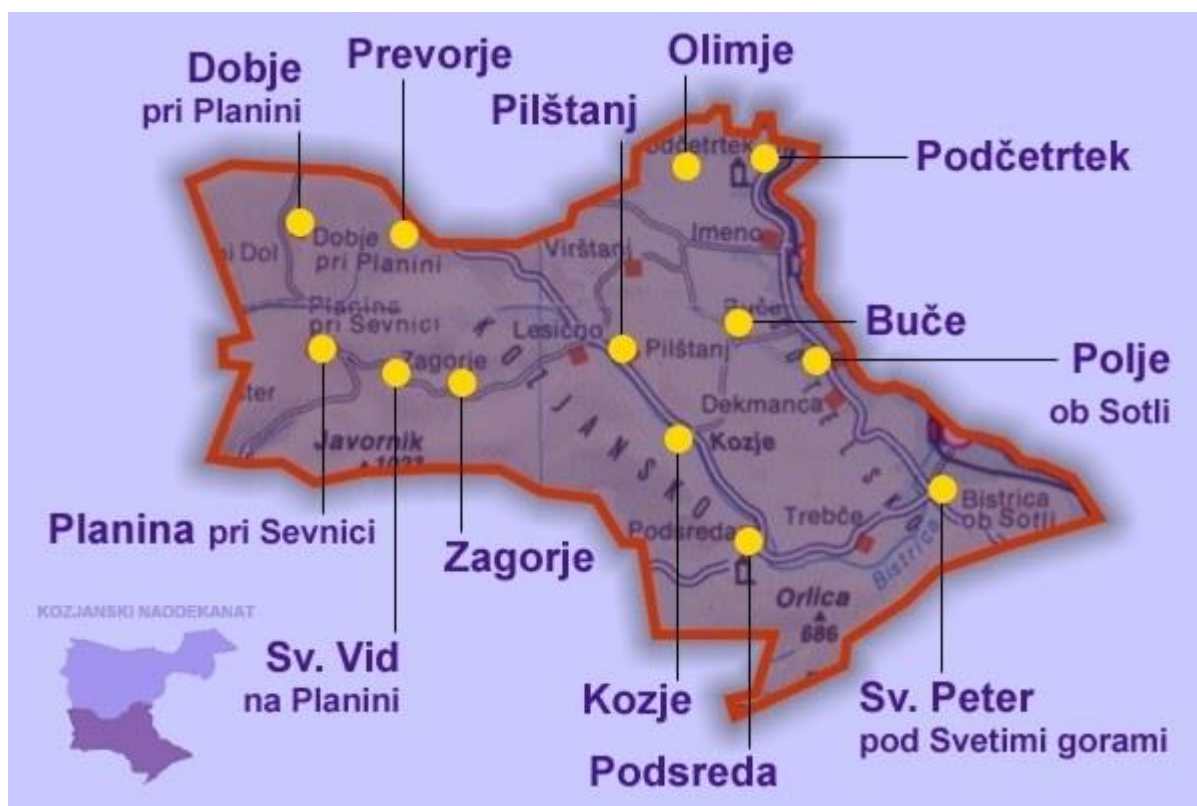 Olimje
Prevorje
Dobje
pri Planini
Pilštanj
Podčetrtek
Imeno
Dobje
pri Planini
Virštanj
Planina
pri Sevnici
Buče
Buče
Lesično
Pilštanj
Zagorje
Polje
ob Sotli
Dekmanca
Javornik
1023
Kozje
KOZJANSKO
Bistrica
ob Sotli
Planina pri Sevnici
Zagorje
Podsreda
Trebče
Bistrica
Orlica
686
KOZJANSKI NADDEKANAT
Sv. Vid
na Planini
Kozje
Sv. Peter
pod Svetimi gorami
Podsreda